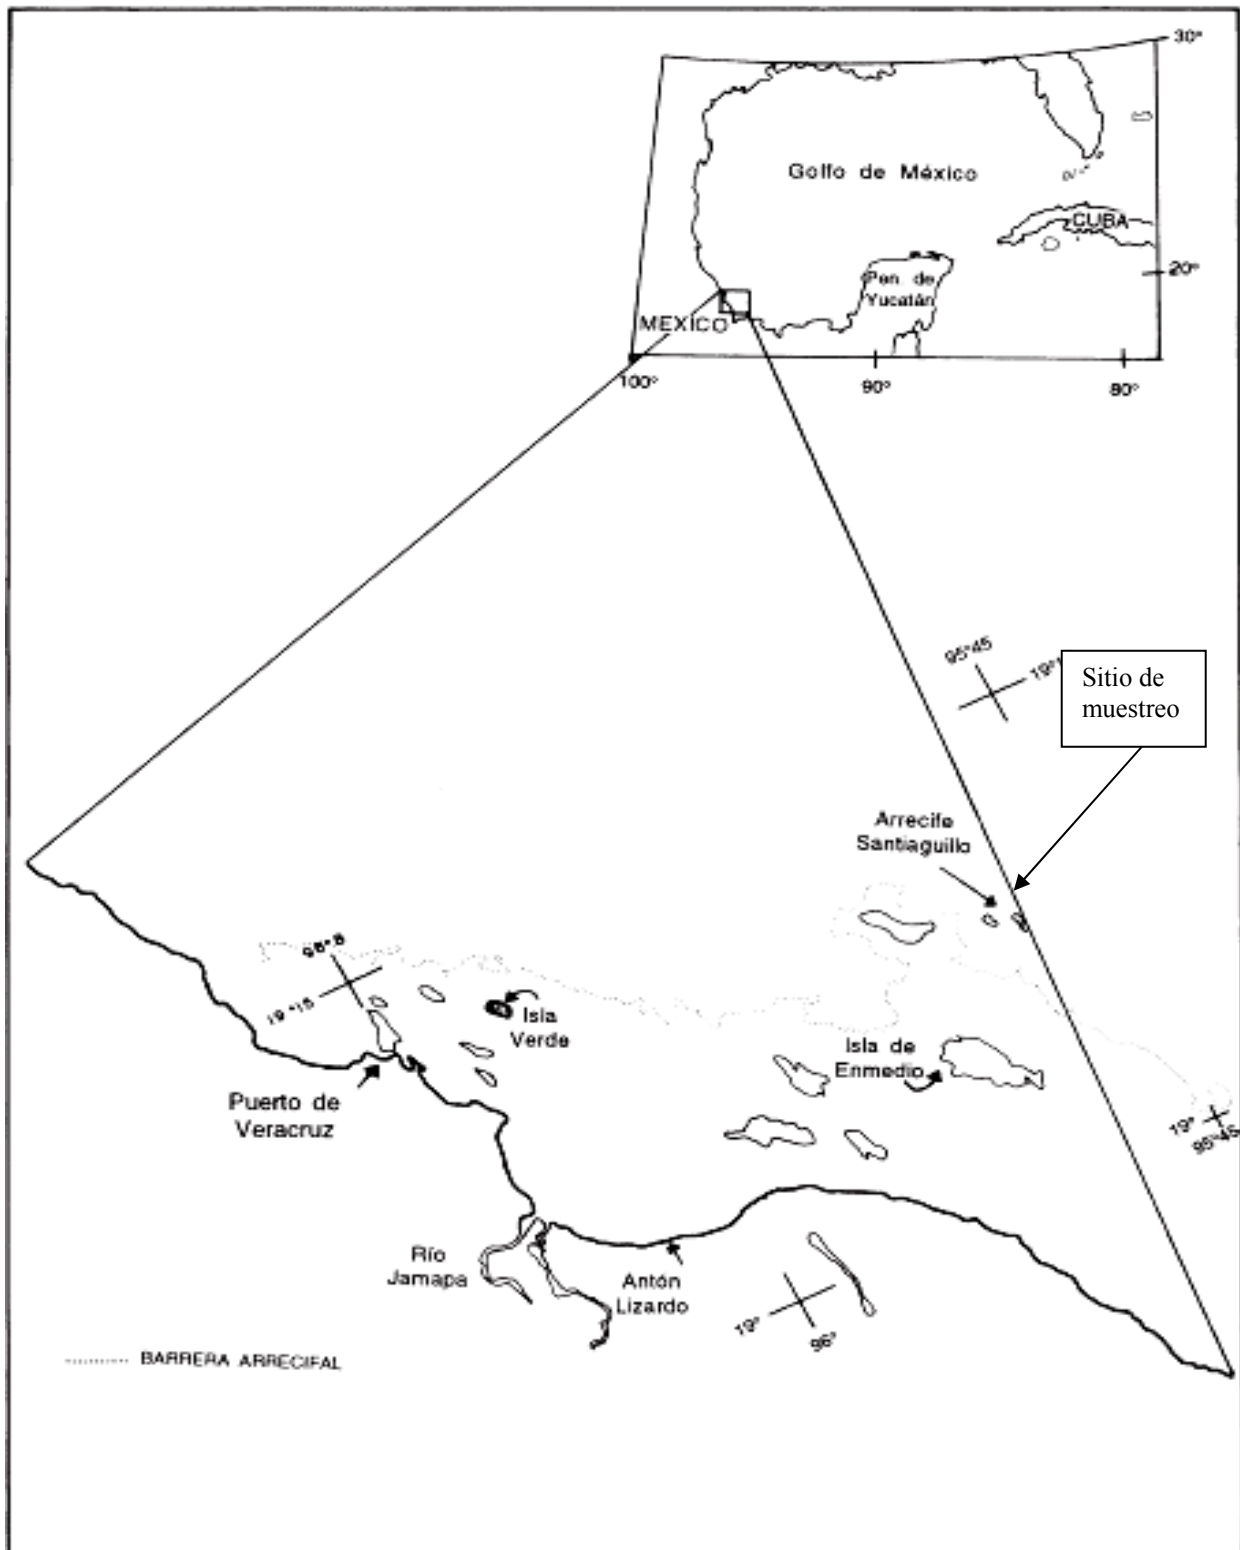 30°
Golfo de México
CUBA
20°
Pen. de
Yucatán
MEXICO
100°
90°
80°
95°45
Sitio de
muestreo
Arrecife
Santiaguillo
19°15
Isla
Verde
Isla de
Enmedio
Puerto de
Veracruz
19°
95°45
Río
Jamapa
Antón
Lizardo
19°
96°
BARRERA ARRECIFAL